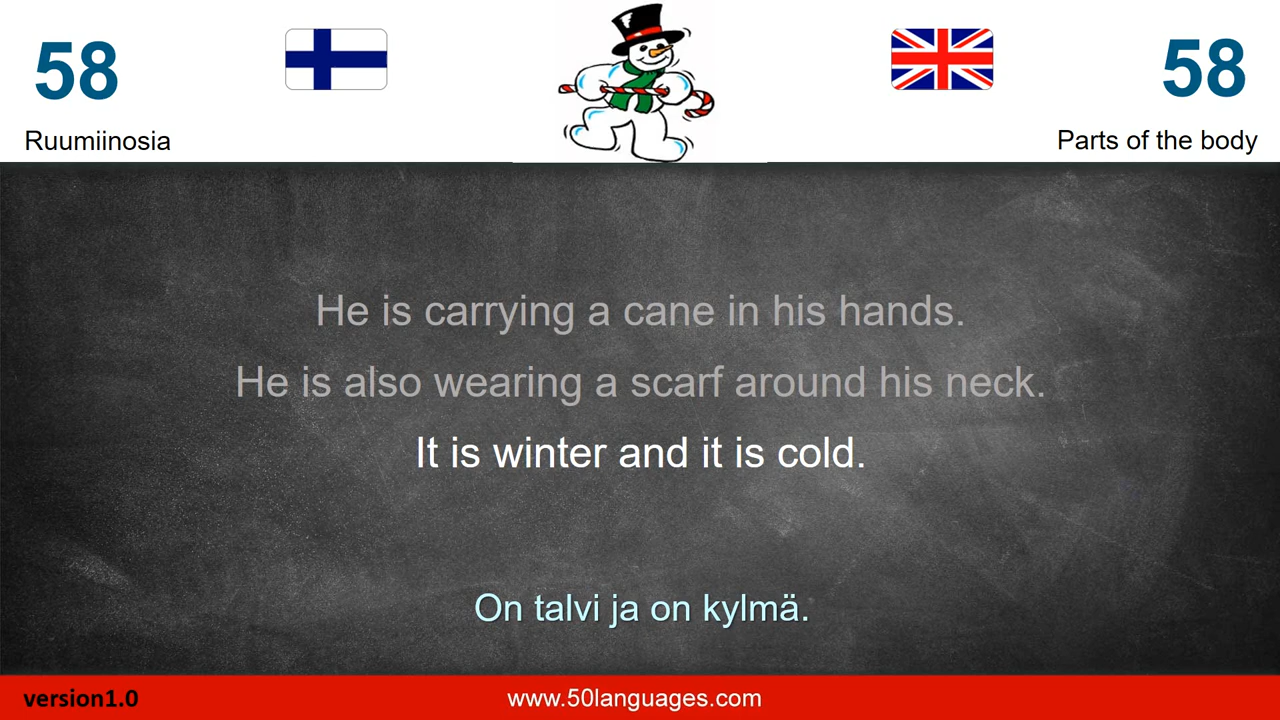 58
58
Ruumiinosia
Parts of the body
He is carrying a cane in his hands.
He is also wearing a scarf around his neck.
It is winter and it is cold.
On talvi ja on kylmä.
version1.0
www.50languages.com